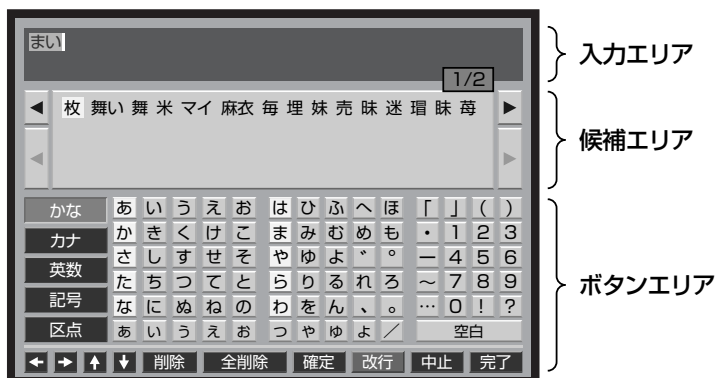 まい
入力エリア
1/2
◀ 枚 舞い 舞 米 マイ 麻衣 毎 埋 妹 売 昧 迷 瑁 眛 苺 ▶
候補エリア
◀ ▶
かな あ い う え お は ひ ふ へ ほ 「 」 ( )
カナ か き く け こ ま み む め も ・ 1 2 3
英数 さ し す せ そ や ゆ よ ゛ ゜ ー 4 5 6
記号 た ち つ て と ら り る れ ろ ～ 7 8 9
区点 な に ぬ ね の わ を ん 、 。 … 0 ! ?
ぁ ぃ ぅ ぇ ぉ っ ゃ ゅ ょ ／ 空白
ボタンエリア
← → ↑ ↓ 削除 全削除 確定 改行 中止 完了